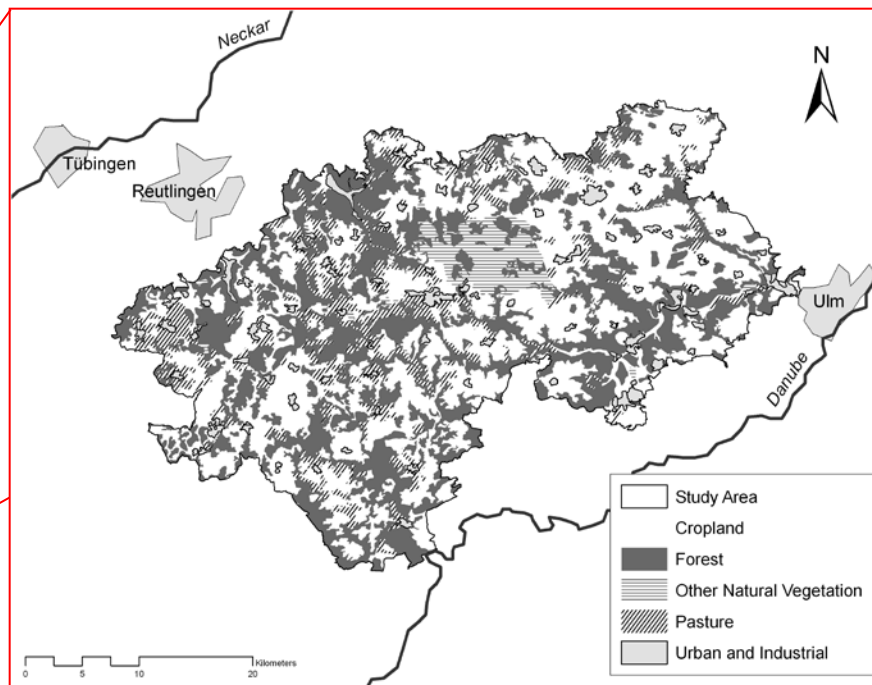 Neckar
N
Tübingen
Reutlingen
Ulm
Danube
Study Area
Cropland
Forest
Other Natural Vegetation
Pasture
Urban and Industrial
Kilometers
0 5 10 20